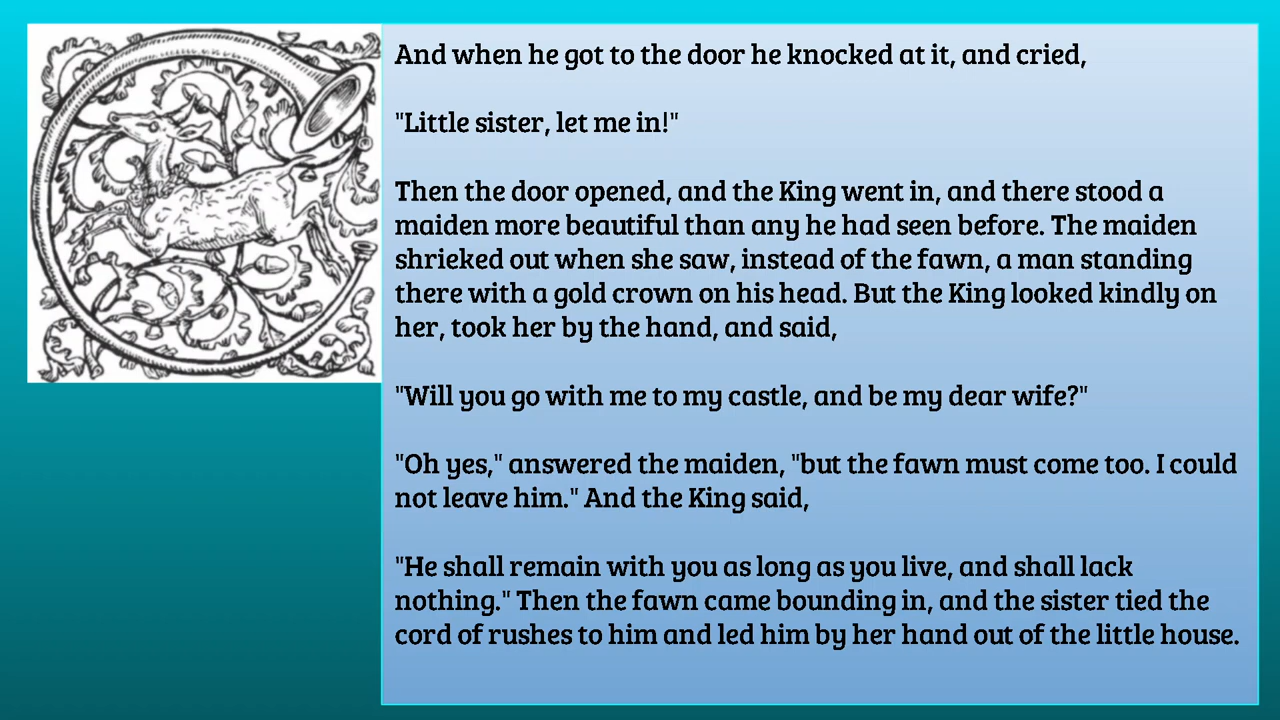 And when he got to the door he knocked at it, and cried,
"Little sister, let me in!"
Then the door opened, and the King went in, and there stood a
maiden more beautiful than any he had seen before. The maiden
shrieked out when she saw, instead of the fawn, a man standing
there with a gold crown on his head. But the King looked kindly on
her, took her by the hand, and said,
"Will you go with me to my castle, and be my dear wife?"
"Oh yes," answered the maiden, "but the fawn must come too. I could
not leave him." And the King said,
"He shall remain with you as long as you live, and shall lack
nothing." Then the fawn came bounding in, and the sister tied the
cord of rushes to him and led him by her hand out of the little house.